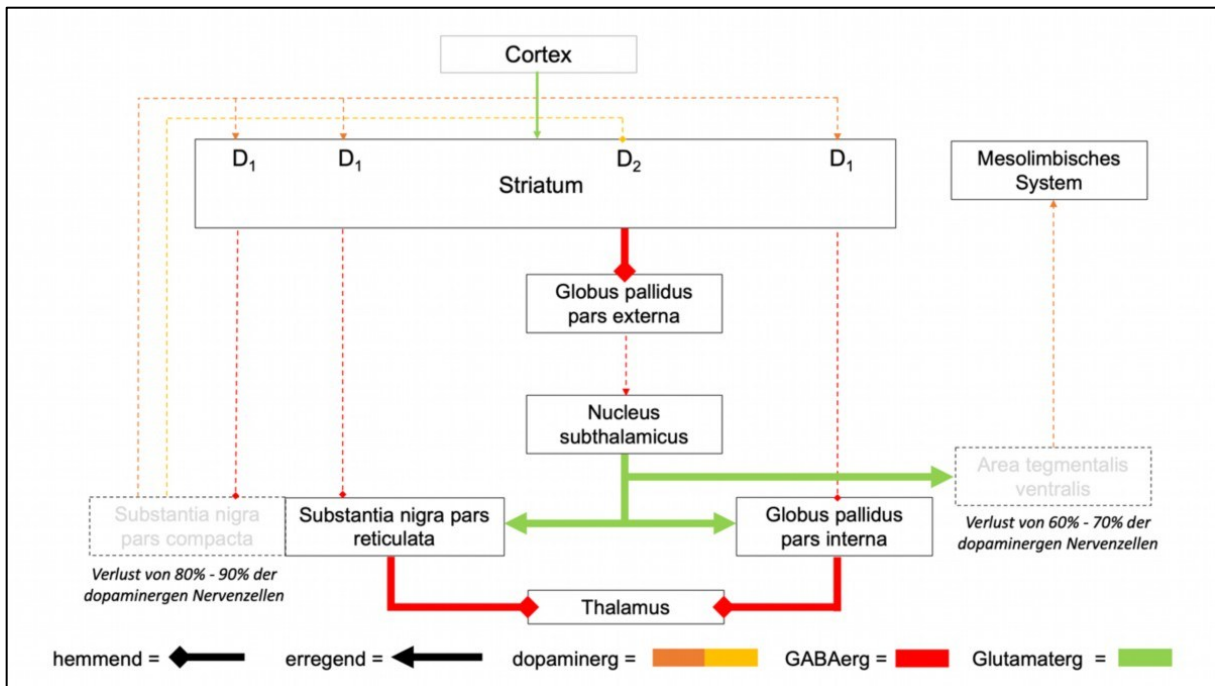 Cortex
D1
D1
D2
D1
Striatum
Mesolimbisches
System
Globus pallidus
pars externa
Nucleus
subthalamicus
Area tegmentalis
ventralis
Substantia nigra
pars compacta
Substantia nigra pars
reticulata
Globus pallidus
pars interna
Verlust von 60% - 70% der
dopaminergen Nervenzellen
Verlust von 80% - 90% der
dopaminergen Nervenzellen
Thalamus
hemmend =
erregend =
dopaminerg =
GABAerg =
Glutamaterg =